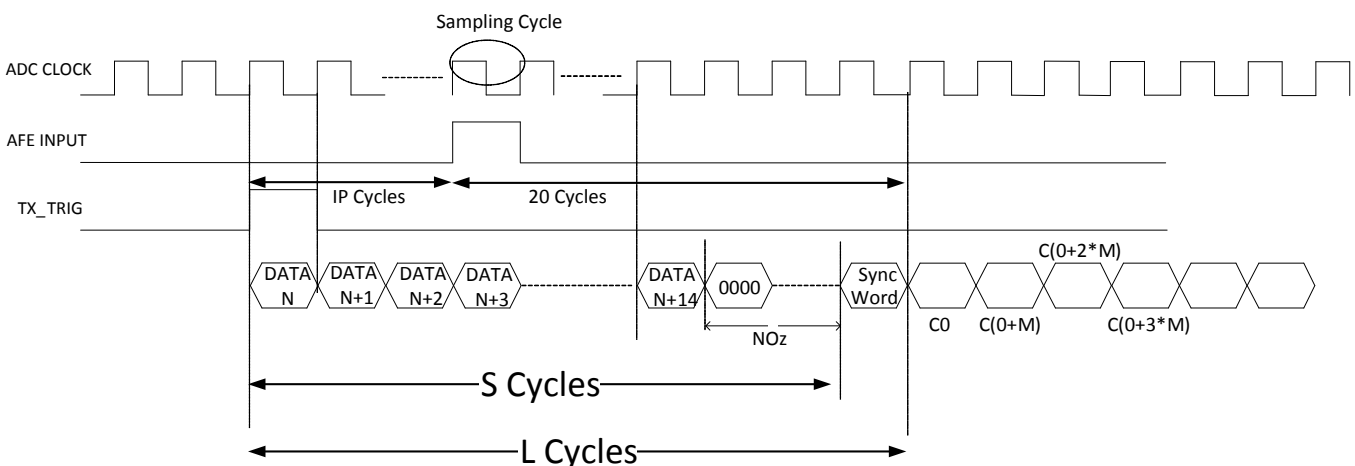 Sampling Cycle
ADC CLOCK
AFE INPUT
IP Cycles
20 Cycles
TX_TRIG
DATA
N
DATA
N+1
DATA
N+2
DATA
N+3
DATA
N+14
0000
Sync
Word
C(0+2*M)
C0
C(0+M)
C(0+3*M)
NOz
S Cycles
L Cycles